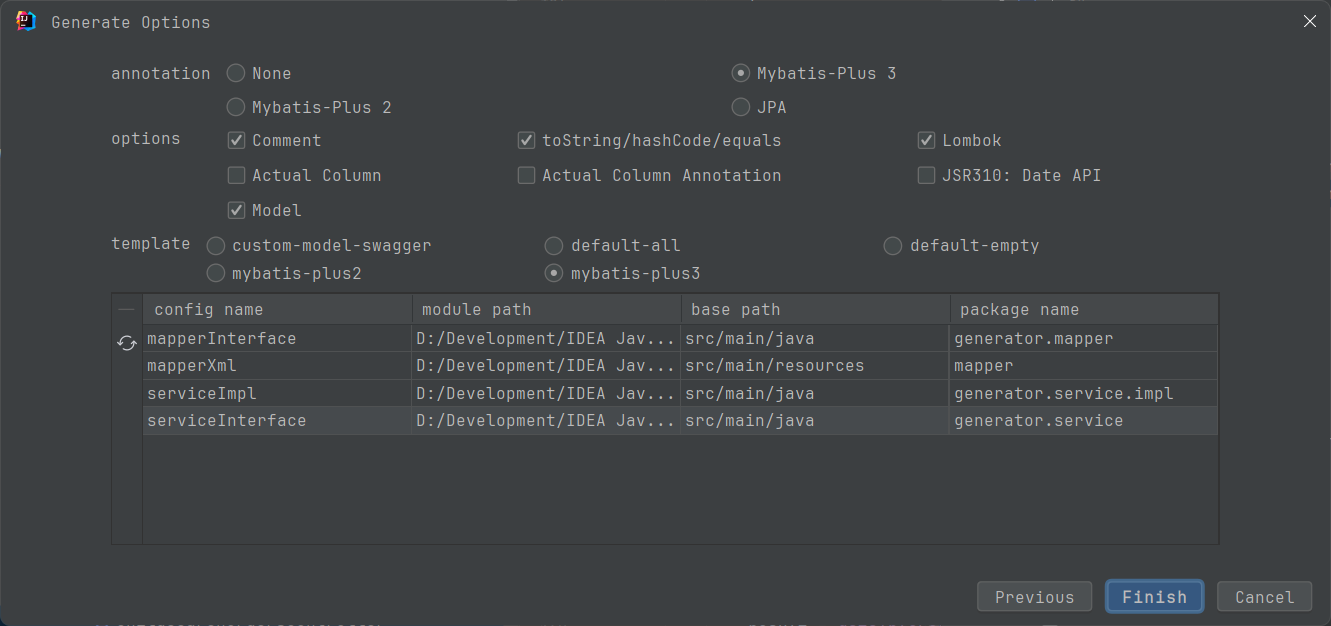 Generate Options
annotation None Mybatis-Plus 3
Mybatis-Plus 2 JPA
options Comment toString/hashCode/equals Lombok
Actual Column Actual Column Annotation JSR310: Date API
Model
template custom-model-swagger default-all default-empty
mybatis-plus2 mybatis-plus3
config name module path base path package name
mapperInterface D:/Development/IDEA Jav... src/main/java generator.mapper
mapperXml D:/Development/IDEA Jav... src/main/resources mapper
serviceImpl D:/Development/IDEA Jav... src/main/java generator.service.impl
serviceInterface D:/Development/IDEA Jav... src/main/java generator.service
Previous Finish Cancel